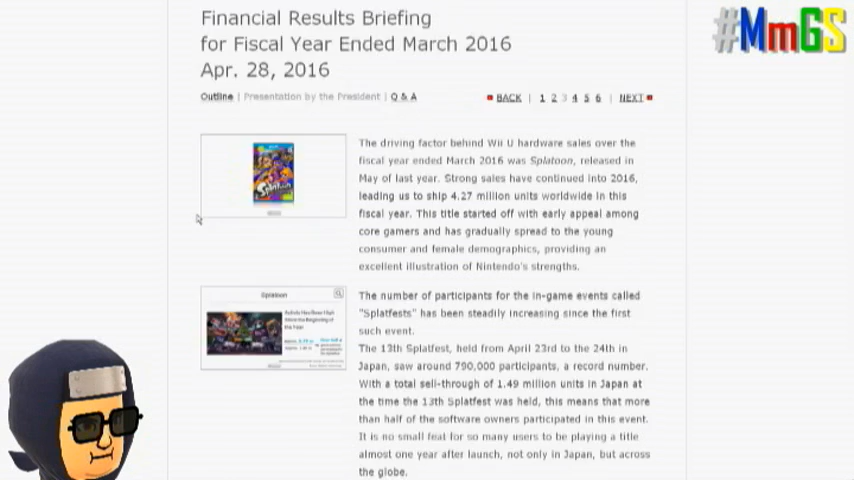 #MmGS
Financial Results Briefing
for Fiscal Year Ended March 2016
Apr. 28, 2016
Outline | Presentation by the President | Q & A
BACK | 1 2 3 4 5 6 | NEXT
The driving factor behind Wii U hardware sales over the
fiscal year ended March 2016 was Splatoon, released in
May of last year. Strong sales have continued into 2016,
leading us to ship 4.27 million units worldwide in this
fiscal year. This title started off with early appeal among
core gamers and has gradually spread to the young
consumer and female demographics, providing an
excellent illustration of Nintendo's strengths.
Splatoon
Splatoon
The number of participants for the in-game events called
"Splatfests" has been steadily increasing since the first
such event.
The 13th Splatfest, held from April 23rd to the 24th in
Japan, saw around 790,000 participants, a record number.
With a total sell-through of 1.49 million units in Japan at
the time the 13th Splatfest was held, this means that more
than half of the software owners participated in this event.
It is no small feat for so many users to be playing a title
almost one year after launch, not only in Japan, but across
the globe.